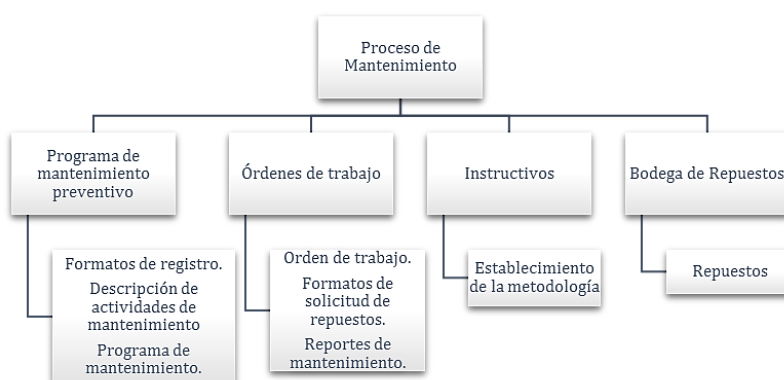 Proceso de
Mantenimiento
Programa de
mantenimiento
preventivo
Órdenes de trabajo
Instructivos
Bodega de Repuestos
Formatos de registro.
Descripción de
actividades de
mantenimiento
Programa de
mantenimiento.
Orden de trabajo.
Formatos de
solicitud de
repuestos.
Reportes de
mantenimiento.
Establecimiento
de la metodología
Repuestos